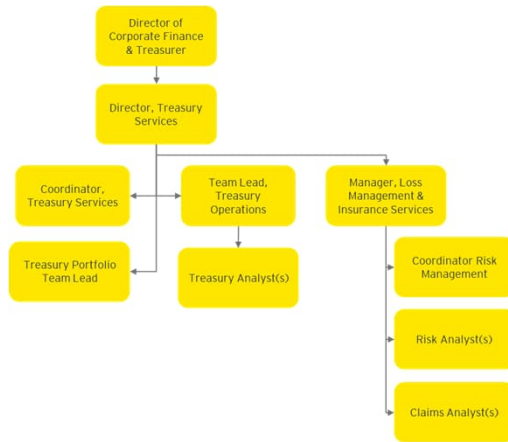 Director of
Corporate Finance
& Treasurer
Director, Treasury
Services
Coordinator,
Treasury Services
Team Lead,
Treasury
Operations
Manager, Loss
Management &
Insurance Services
Treasury Portfolio
Team Lead
Treasury Analyst(s)
Coordinator Risk
Management
Risk Analyst(s)
Claims Analyst(s)